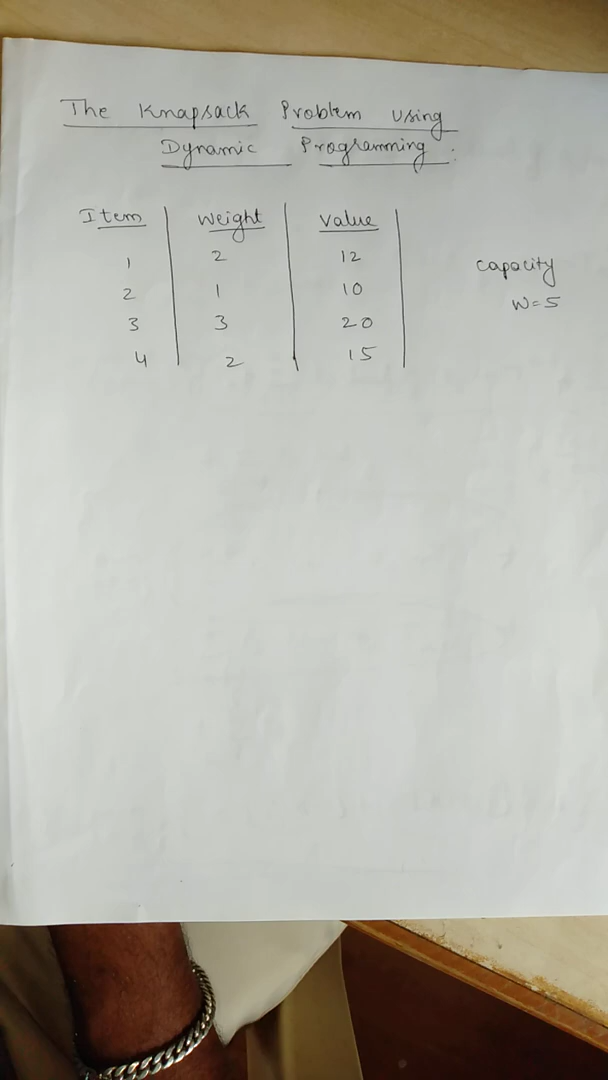 The Knapsack Problem using
Dynamic Programming.
Item Weight Value
1 2 12
2 1 10
3 3 20
4 2 15
Capacity
W=5